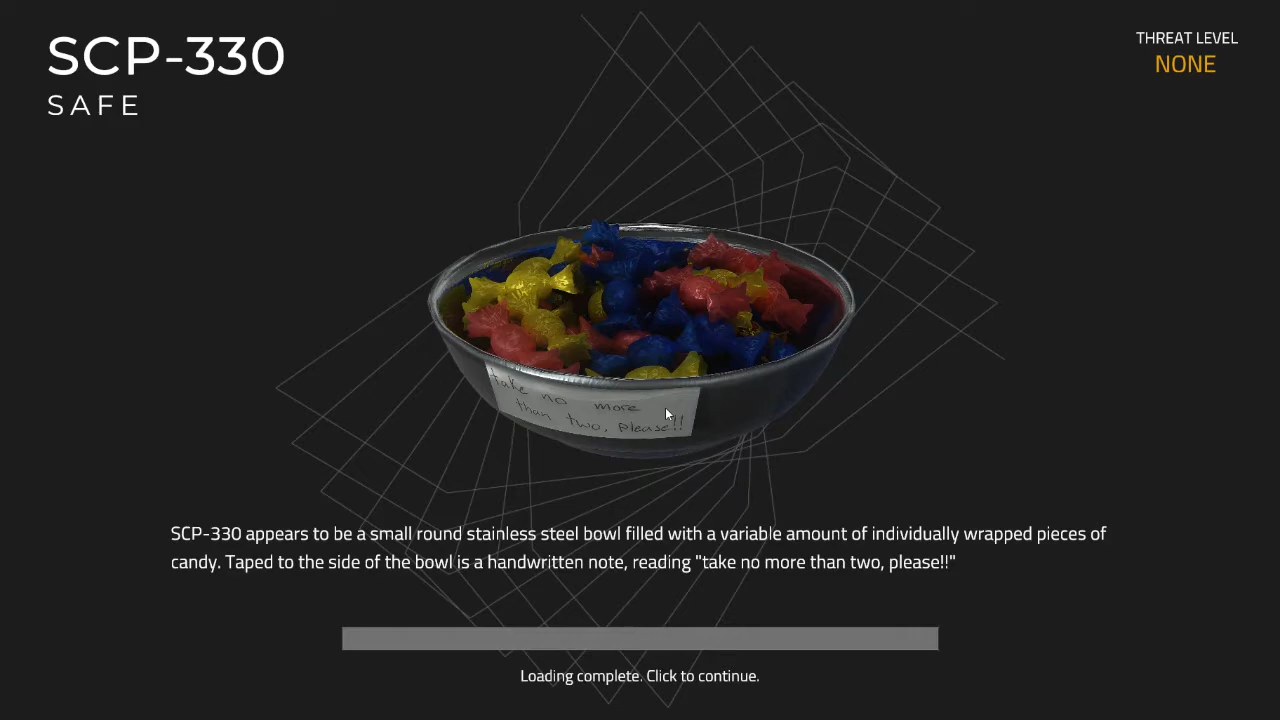 SCP-330
SAFE
THREAT LEVEL
NONE
take no more
than two, please!!
SCP-330 appears to be a small round stainless steel bowl filled with a variable amount of individually wrapped pieces of
candy. Taped to the side of the bowl is a handwritten note, reading "take no more than two, please!!"
Loading complete. Click to continue.